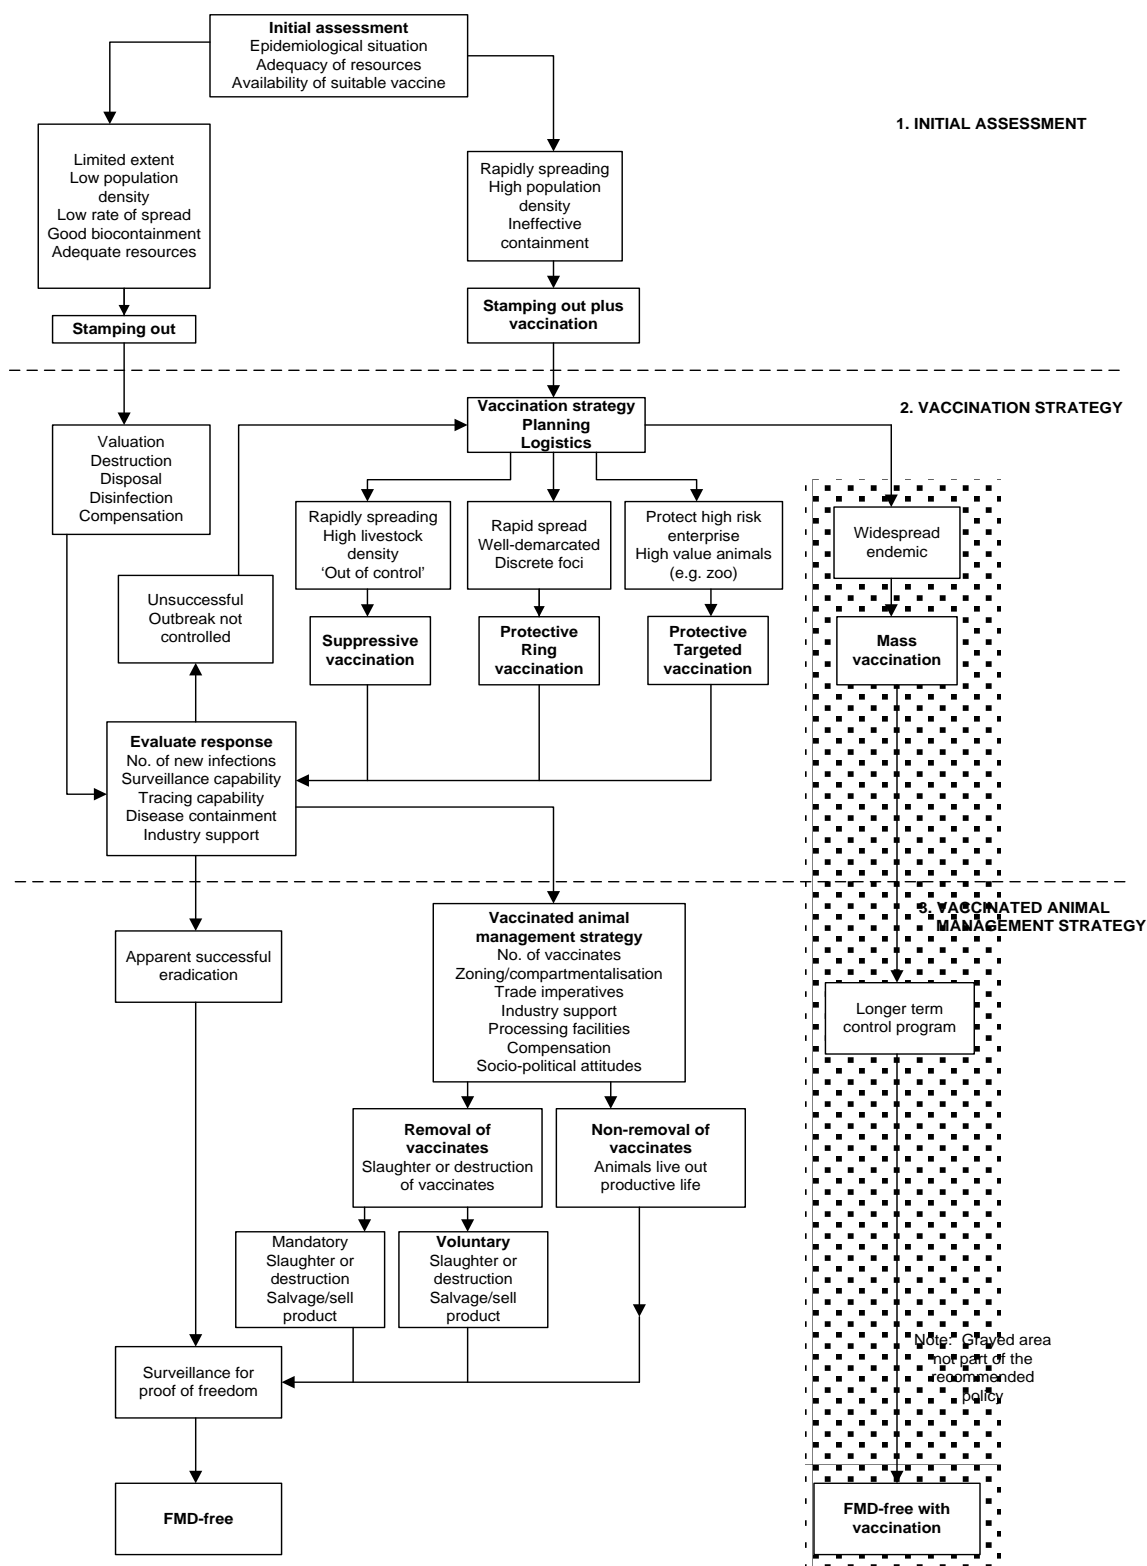 Initial assessment
Epidemiological situation
Adequacy of resources
Availability of suitable vaccine
1. INITIAL ASSESSMENT
Limited extent
Low population
density
Low rate of spread
Good biocontainment
Adequate resources
Rapidly spreading
High population
density
Ineffective
containment
Stamping out
Stamping out plus
vaccination
2. VACCINATION STRATEGY
Vaccination strategy
Planning
Logistics
Valuation
Destruction
Disposal
Disinfection
Compensation
Rapidly spreading
High livestock
density
‘Out of control’
Rapid spread
Well-demarcated
Discrete foci
Protect high risk
enterprise
High value animals
(e.g. zoo)
Widespread
endemic
Unsuccessful
Outbreak not
controlled
Suppressive
vaccination
Protective
Ring
vaccination
Protective
Targeted
vaccination
Mass
vaccination
Evaluate response
No. of new infections
Surveillance capability
Tracing capability
Disease containment
Industry support
3. VACCINATED ANIMAL
MANAGEMENT STRATEGY
Apparent successful
eradication
Vaccinated animal
management strategy
No. of vaccinates
Zoning/compartmentalisation
Trade imperatives
Industry support
Processing facilities
Compensation
Socio-political attitudes
Longer term
control program
Removal of
vaccinates
Slaughter or destruction
of vaccinates
Non-removal of
vaccinates
Animals live out
productive life
Mandatory
Slaughter or
destruction
Salvage/sell
product
Voluntary
Slaughter or
destruction
Salvage/sell
product
Note: Grayed area
not part of the
recommended
policy
Surveillance for
proof of freedom
FMD-free
FMD-free with
vaccination